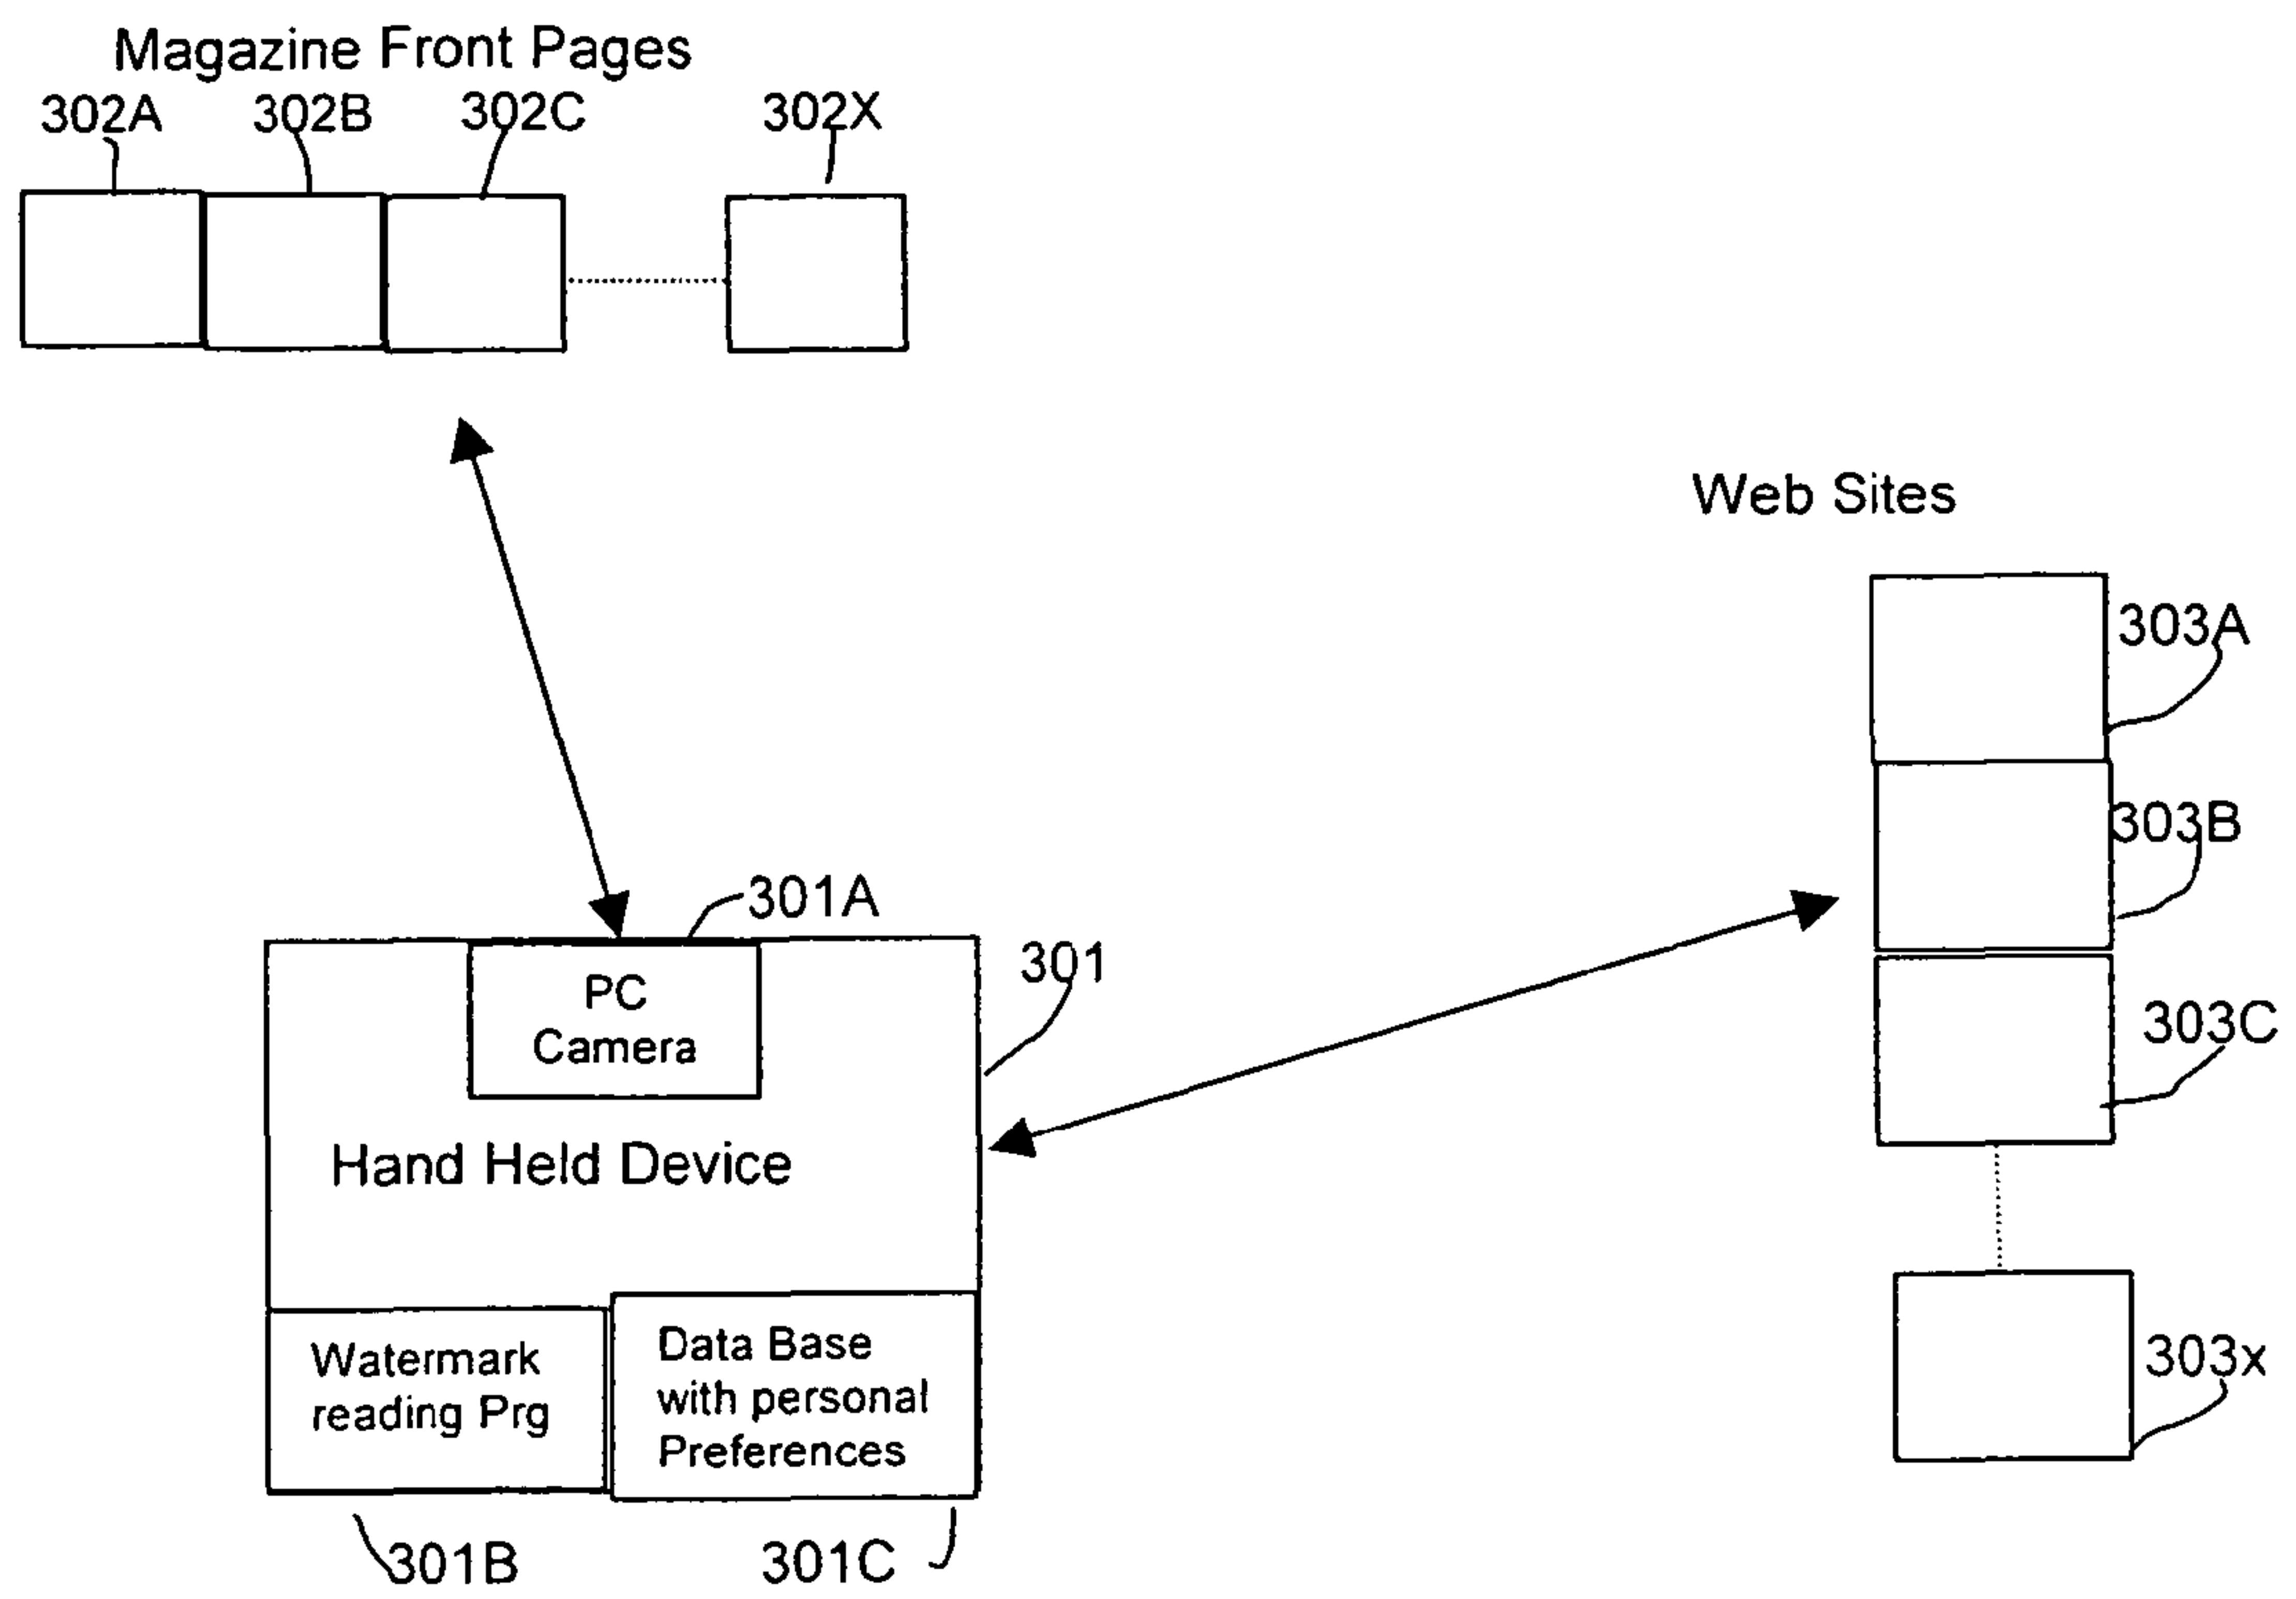 Magazine Front Pages
302A 302B 302C 302X
Web Sites
303A
303B
303C
303x
301A
301
PC
Camera
Hand Held Device
Watermark
reading Prg
Data Base
with personal
Preferences
301B 301C